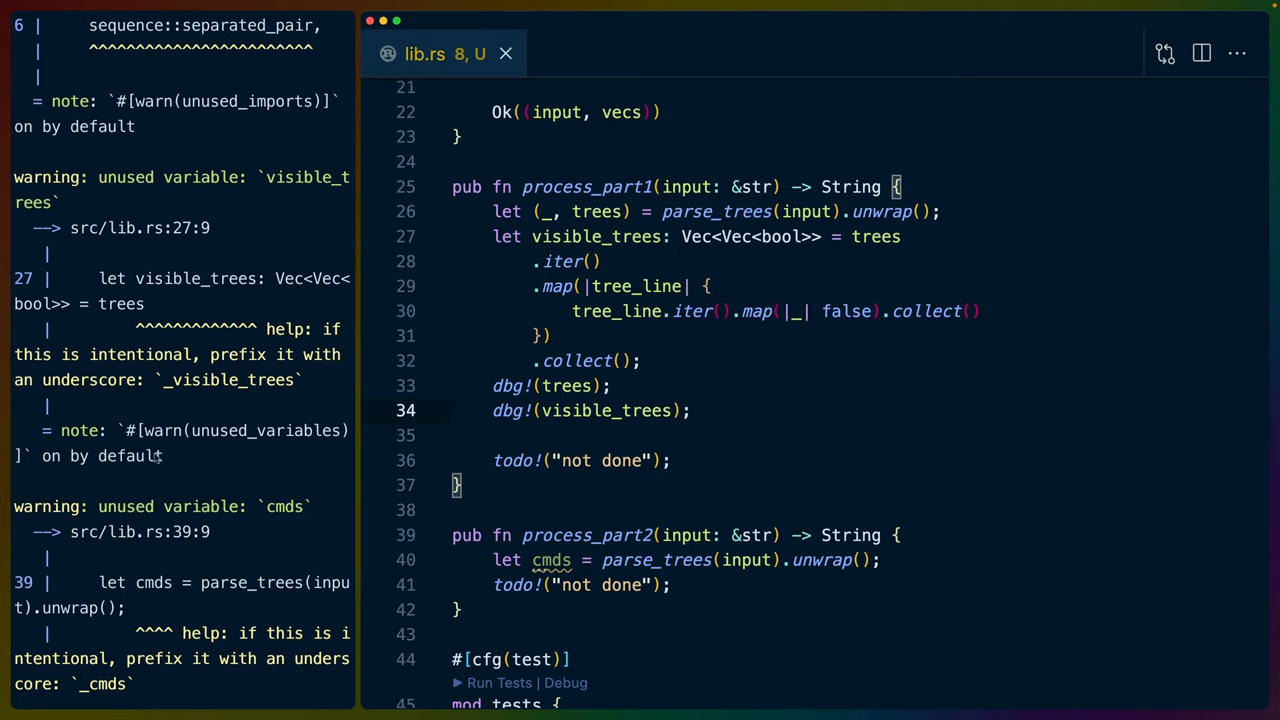 6 |     sequence::separated_pair,
  |     ^^^^^^^^^^^^^^^^^^^^^^^^
  |
  = note: `#[warn(unused_imports)]`
on by default
warning: unused variable: `visible_t
rees`
  --> src/lib.rs:27:9
   |
27 |     let visible_trees: Vec<Vec<
bool>> = trees
   |         ^^^^^^^^^^^^^ help: if
this is intentional, prefix it with
an underscore: `_visible_trees`
   |
   = note: `#[warn(unused_variables)
]` on by default
warning: unused variable: `cmds`
  --> src/lib.rs:39:9
   |
39 |     let cmds = parse_trees(inpu
t).unwrap();
   |         ^^^^ help: if this is i
ntentional, prefix it with an unders
core: `_cmds`
lib.rs 8, U
21
22     Ok((input, vecs))
23 }
24
25 pub fn process_part1(input: &str) -> String {
26     let (_, trees) = parse_trees(input).unwrap();
27     let visible_trees: Vec<Vec<bool>> = trees
28         .iter()
29         .map(|tree_line| {
30             tree_line.iter().map(|_| false).collect()
31         })
32         .collect();
33     dbg!(trees);
34     dbg!(visible_trees);
35
36     todo!("not done");
37 }
38
39 pub fn process_part2(input: &str) -> String {
40     let cmds = parse_trees(input).unwrap();
41     todo!("not done");
42 }
43
44 #[cfg(test)]
Run Tests | Debug
45 mod tests {